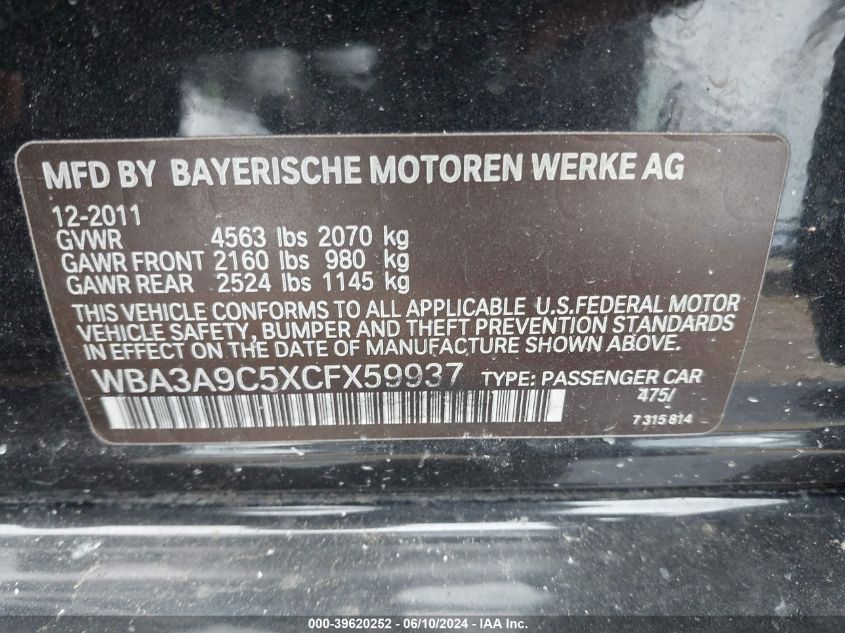 MFD BY BAYERISCHE MOTOREN WERKE AG
12-2011
GVWR 4563 lbs 2070 kg
GAWR FRONT 2160 lbs 980 kg
GAWR REAR 2524 lbs 1145 kg
THIS VEHICLE CONFORMS TO ALL APPLICABLE U.S.FEDERAL MOTOR
VEHICLE SAFETY, BUMPER AND THEFT PREVENTION STANDARDS
IN EFFECT ON THE DATE OF MANUFACTURE SHOWN ABOVE.
WBA3A9C5XCFX59937 TYPE: PASSENGER CAR
475/
7315814
000-39620252 - 06/10/2024 - IAA Inc.